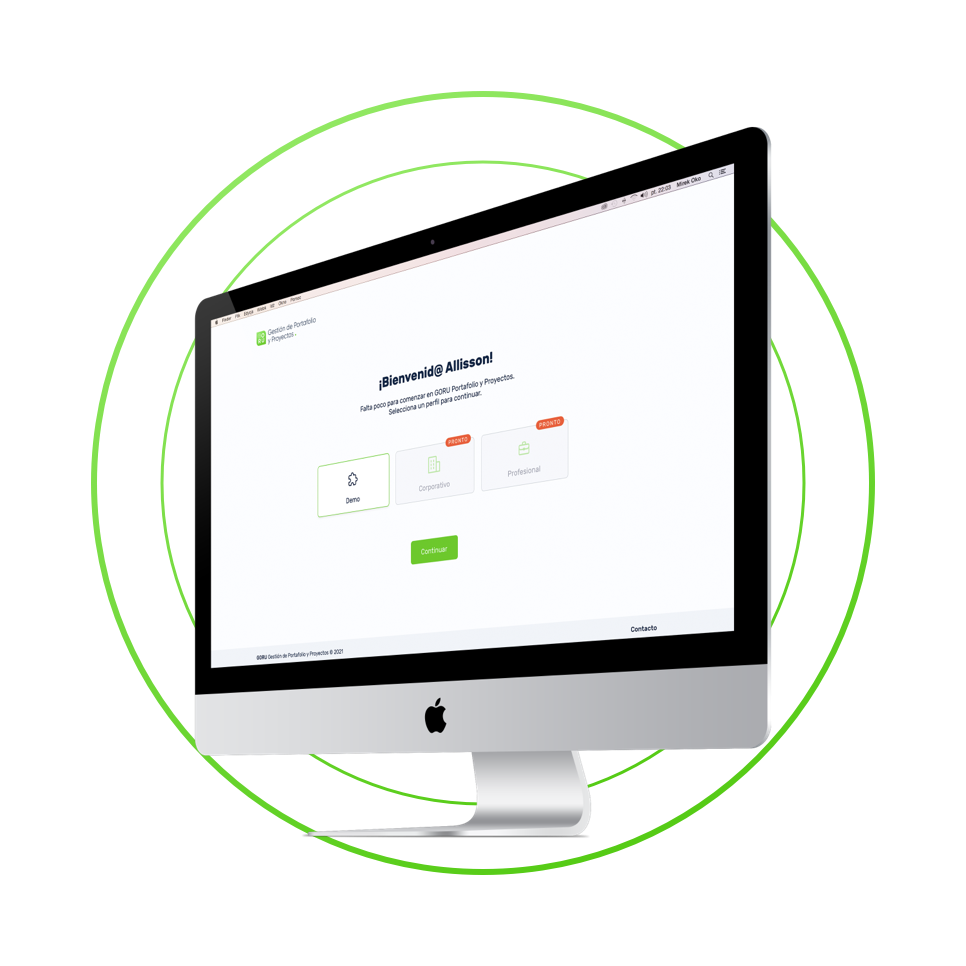 Finder Plik Edycja Widok Idź Okno Pomoc
pt. 22:03 Mirek Oko
Gestión de Portafolio
y Proyectos
¡Bienvenid@ Allisson!
Falta poco para comenzar en GORU Portafolio y Proyectos.
Selecciona un perfil para continuar.
PRONTO
PRONTO
Demo
Corporativo
Profesional
Continuar
GORU Gestión de Portafolio y Proyectos © 2021
Contacto